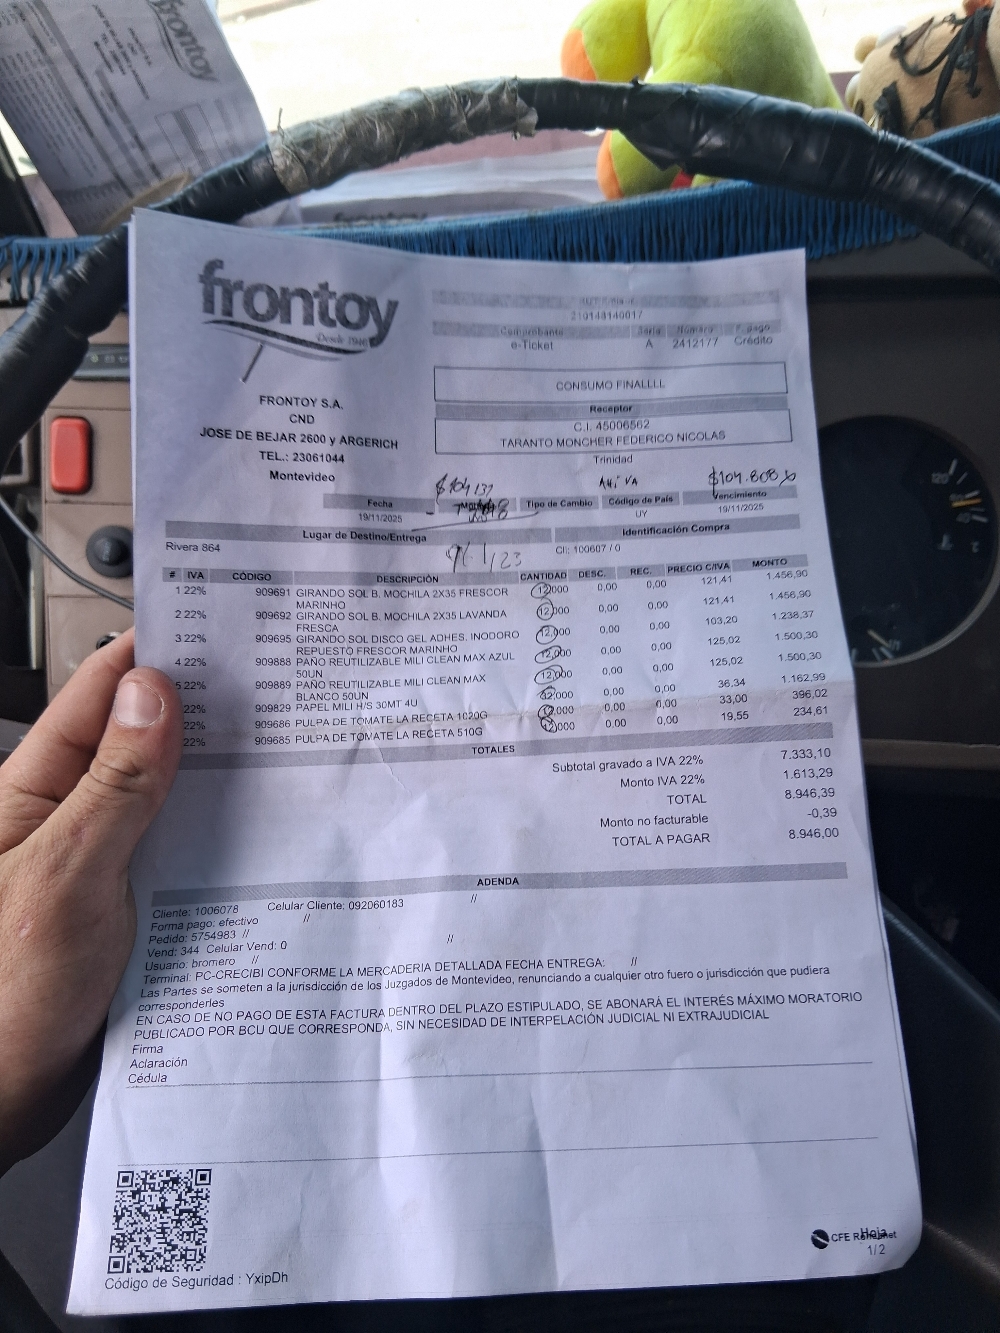 frontoy
Desde 1946
210148140017
Comprobante Serie Número F. pago
e-Ticket A 2412177 Crédito
CONSUMO FINALLLL
Receptor
C.I. 45006562
TARANTO MONCHER FEDERICO NICOLAS
Trinidad
FRONTOY S.A.
CND
JOSE DE BEJAR 2600 y ARGERICH
TEL.: 23061044
Montevideo
Fecha Tipo de Cambio Código de País Vencimiento
19/11/2025 UY 19/11/2025
Lugar de Destino/Entrega Identificación Compra
Rivera 864 CI: 100607 / 0
# IVA CÓDIGO DESCRIPCIÓN CANTIDAD DESC. REC. PRECIO C/IVA MONTO
1 22% 909691 GIRANDO SOL B. MOCHILA 2X35 FRESCOR MARINHO 12,000 0,00 0,00 121,41 1.456,90
2 22% 909692 GIRANDO SOL B. MOCHILA 2X35 LAVANDA FRESCA 12,000 0,00 0,00 121,41 1.456,90
3 22% 909695 GIRANDO SOL DISCO GEL ADHES. INODORO REPUESTO FRESCOR MARINHO 12,000 0,00 0,00 103,20 1.238,37
4 22% 909888 PAÑO REUTILIZABLE MILI CLEAN MAX AZUL 50UN 12,000 0,00 0,00 125,02 1.500,30
5 22% 909889 PAÑO REUTILIZABLE MILI CLEAN MAX BLANCO 50UN 12,000 0,00 0,00 125,02 1.500,30
22% 909829 PAPEL MILI H/S 30MT 4U 0,00 0,00 36,34 1.162,99
22% 909686 PULPA DE TOMATE LA RECETA 1020G 12,000 0,00 0,00 33,00 396,02
22% 909685 PULPA DE TOMATE LA RECETA 510G 12,000 0,00 0,00 19,55 234,61
TOTALES
Subtotal gravado a IVA 22% 7.333,10
Monto IVA 22% 1.613,29
TOTAL 8.946,39
Monto no facturable -0,39
TOTAL A PAGAR 8.946,00
ADENDA
Cliente: 1006078 Celular Cliente: 092060183 //
Forma pago: efectivo //
Pedido: 5754983 //
Vend: 344 Celular Vend: 0 //
Usuario: bromero //
Terminal: PC-CRECIBI CONFORME LA MERCADERIA DETALLADA FECHA ENTREGA: //
Las Partes se someten a la jurisdicción de los Juzgados de Montevideo, renunciando a cualquier otro fuero o jurisdicción que pudiera
corresponderles
EN CASO DE NO PAGO DE ESTA FACTURA DENTRO DEL PLAZO ESTIPULADO, SE ABONARÁ EL INTERÉS MÁXIMO MORATORIO
PUBLICADO POR BCU QUE CORRESPONDA, SIN NECESIDAD DE INTERPELACIÓN JUDICIAL NI EXTRAJUDICIAL
Firma
Aclaración
Cédula
Código de Seguridad : YxipDh
CFE
Hoja
1/2